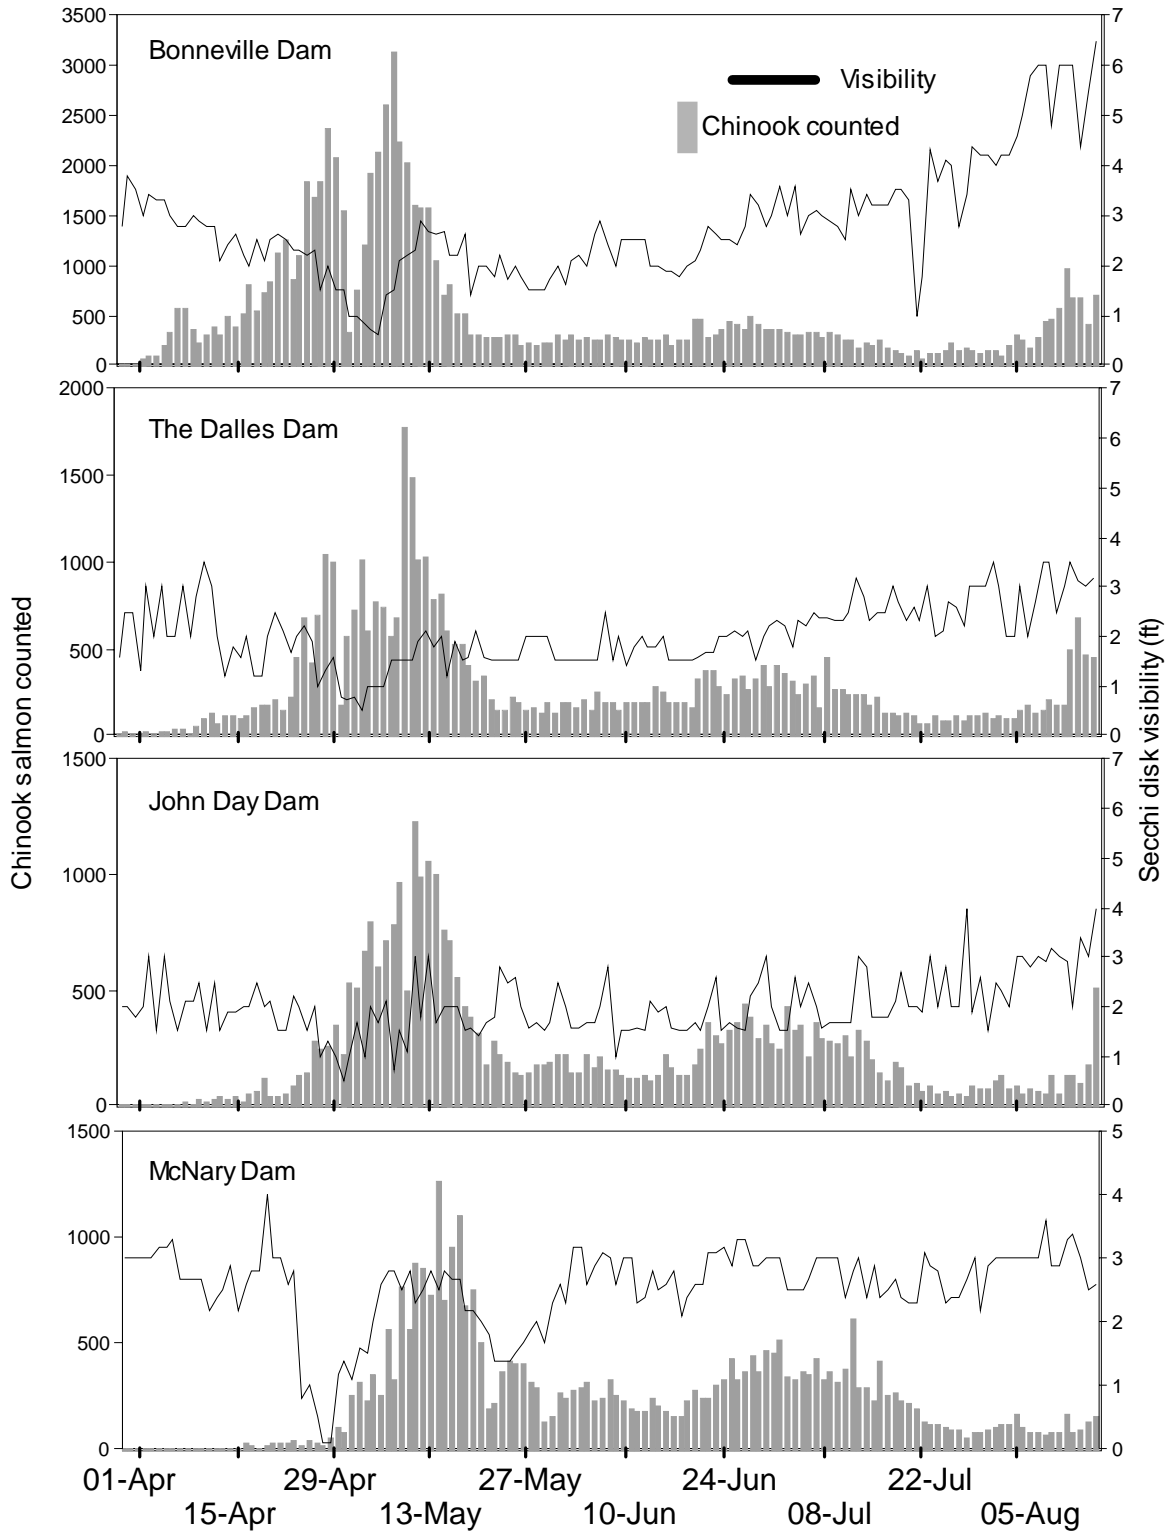 3500
3000
2500
2000
1500
1000
500
0
Bonneville Dam
Visibility
Chinook counted
7
6
5
4
3
2
1
0
2000
1500
1000
500
0
The Dalles Dam
7
6
5
4
3
2
1
0
Chinook salmon counted
Secchi disk visibility (ft)
1500
1000
500
0
John Day Dam
7
6
5
4
3
2
1
0
1500
1000
500
0
McNary Dam
5
4
3
2
1
0
01-Apr
15-Apr
29-Apr
13-May
27-May
10-Jun
24-Jun
08-Jul
22-Jul
05-Aug